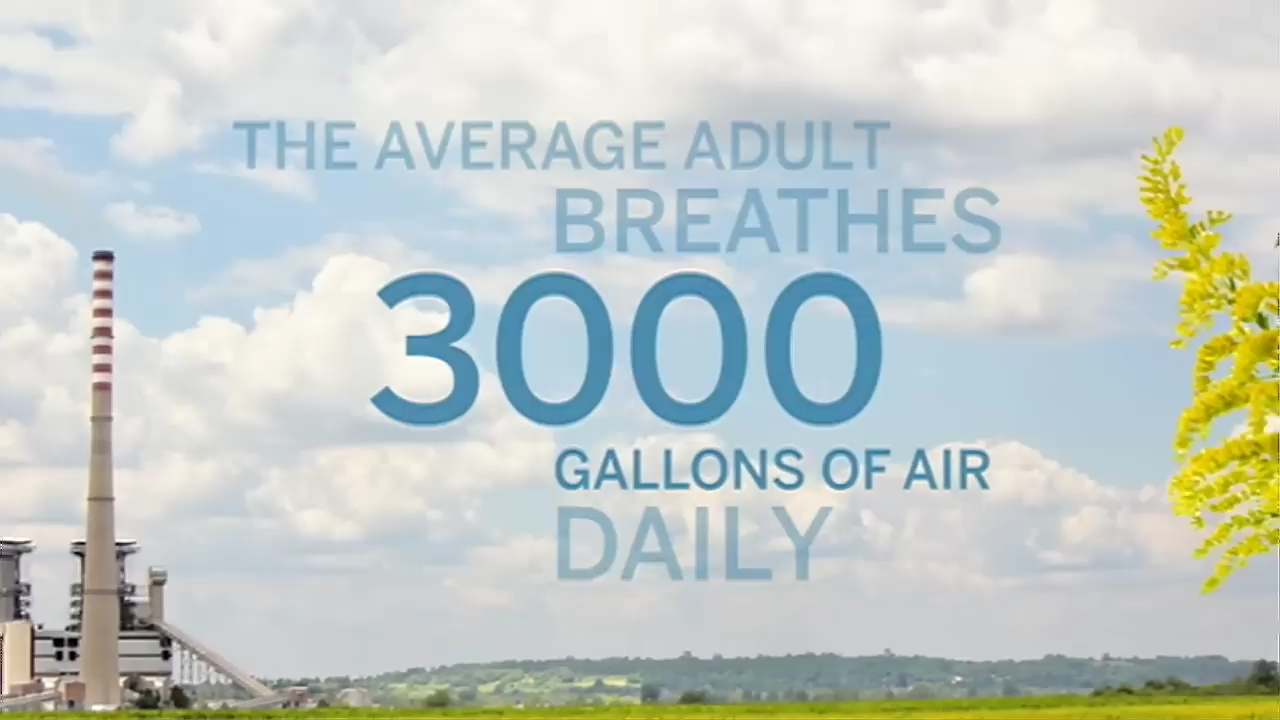 THE AVERAGE ADULT
BREATHES
3000
GALLONS OF AIR
DAILY